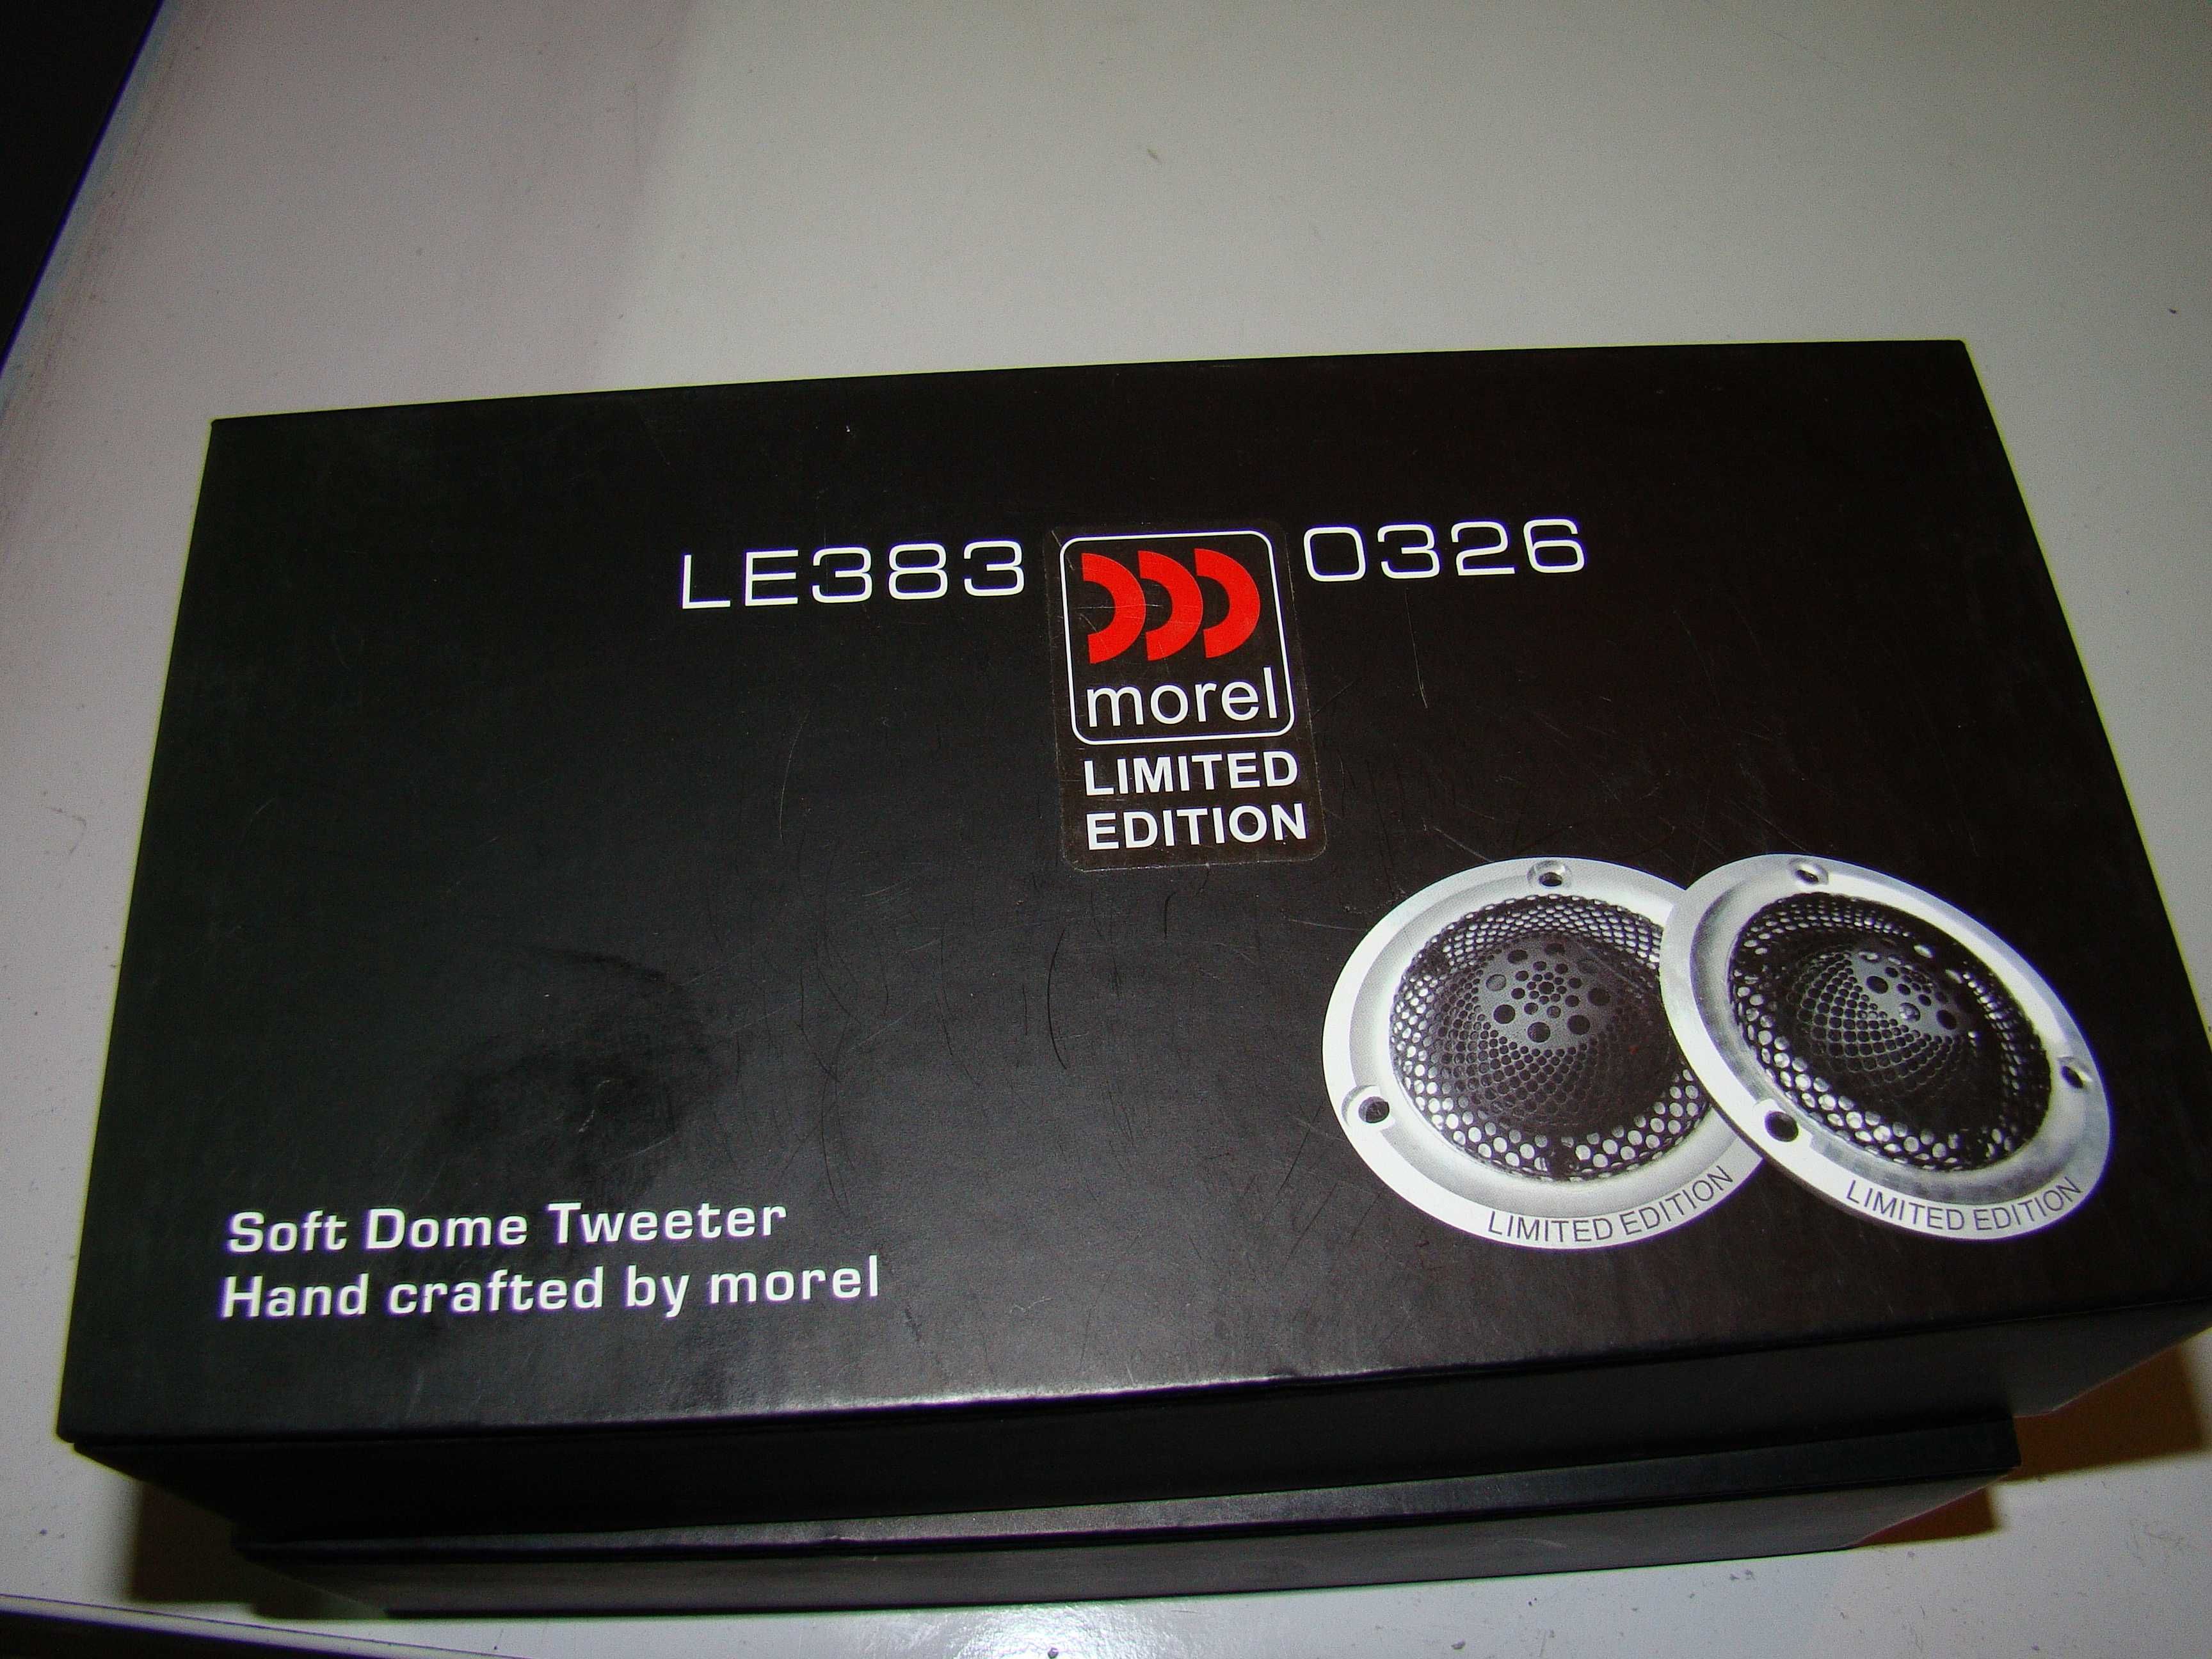 LE383 0326
morel
LIMITED
EDITION
LIMITED EDITION
LIMITED EDITION
Soft Dome Tweeter
Hand crafted by morel